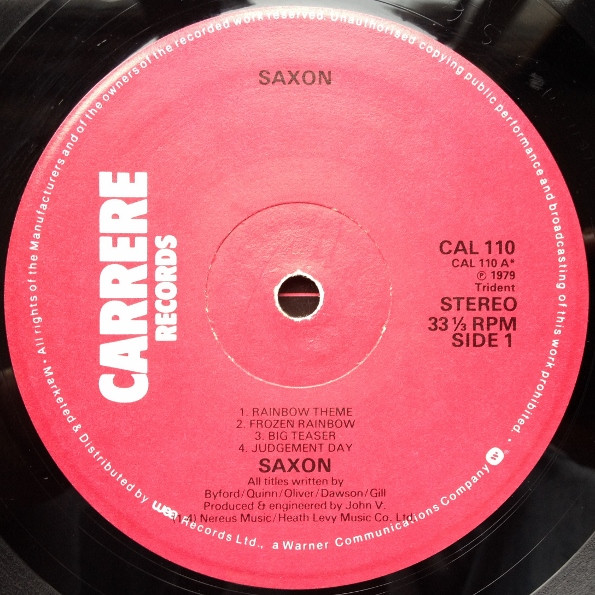 SAXON
CARRERE
RECORDS
CAL 110
CAL 110 A*
℗ 1979
Trident
STEREO
33 ⅓ RPM
SIDE 1
1. RAINBOW THEME
2. FROZEN RAINBOW
3. BIG TEASER
4. JUDGEMENT DAY
SAXON
All titles written by
Byford/Quinn/Oliver/Dawson/Gill
Produced & engineered by John V.
(1-4) Nereus Music/Heath Levy Music Co. Ltd.
• All rights of the Manufacturers and of the owners of the recorded work reserved. Unauthorised copying public performance and broadcasting of this work prohibited. •
• Marketed & Distributed by wea Records Ltd., a Warner Communications Company